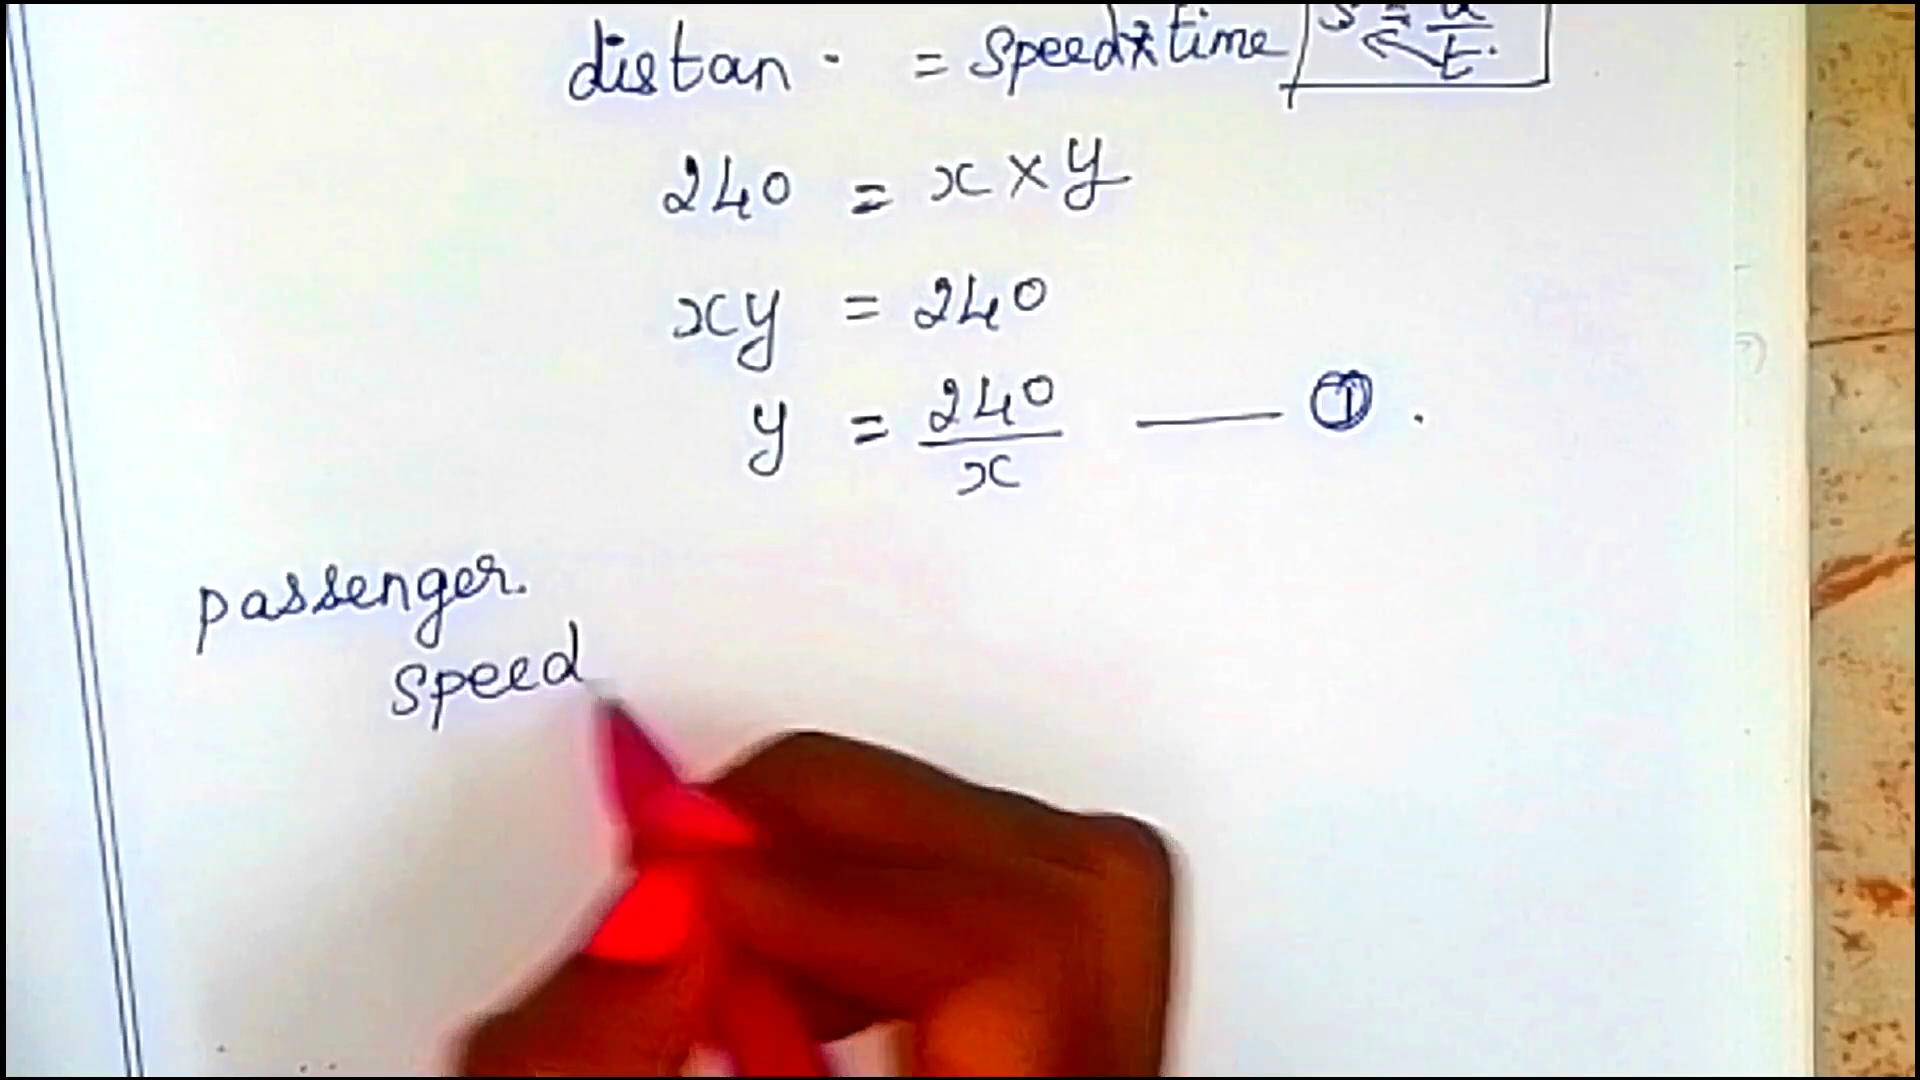 distan . = speed × time | S = d/t.
240 = x × y
xy = 240
y = 240/x —— ①.
passenger.
speed